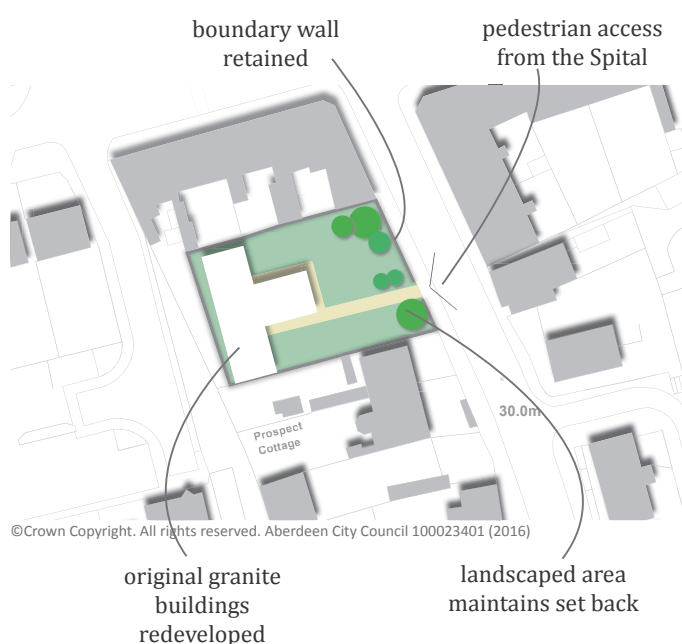 boundary wall
retained
pedestrian access
from the Spital
30.0m
Prospect
Cottage
©Crown Copyright. All rights reserved. Aberdeen City Council 100023401 (2016)
original granite
buildings
redeveloped
landscaped area
maintains set back